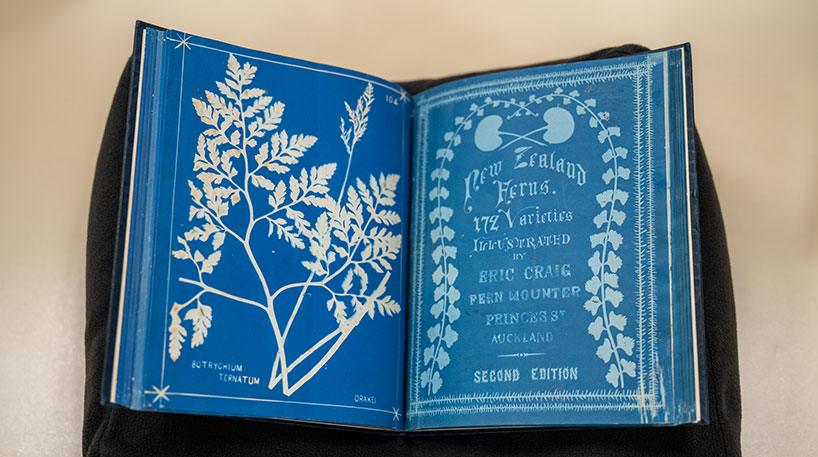 104
BOTRYCHIUM
TERNATUM
ORAKEI
New Zealand
Ferns.
172 Varieties
ILLUSTRATED
BY
ERIC CRAIG
FERN MOUNTER
PRINCES ST
AUCKLAND
SECOND EDITION